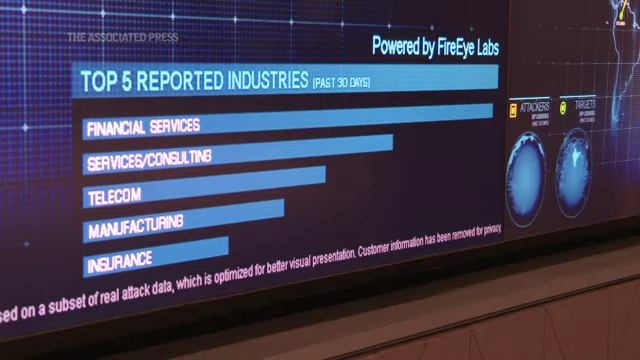 THE ASSOCIATED PRESS
Powered by FireEye Labs
TOP 5 REPORTED INDUSTRIES (PAST 30 DAYS)
FINANCIAL SERVICES
SERVICES/CONSULTING
TELECOM
MANUFACTURING
INSURANCE
on a subset of real attack data, which is optimized for better visual presentation. Customer information has been removed for privacy.
ATTACKERS
TARGETS